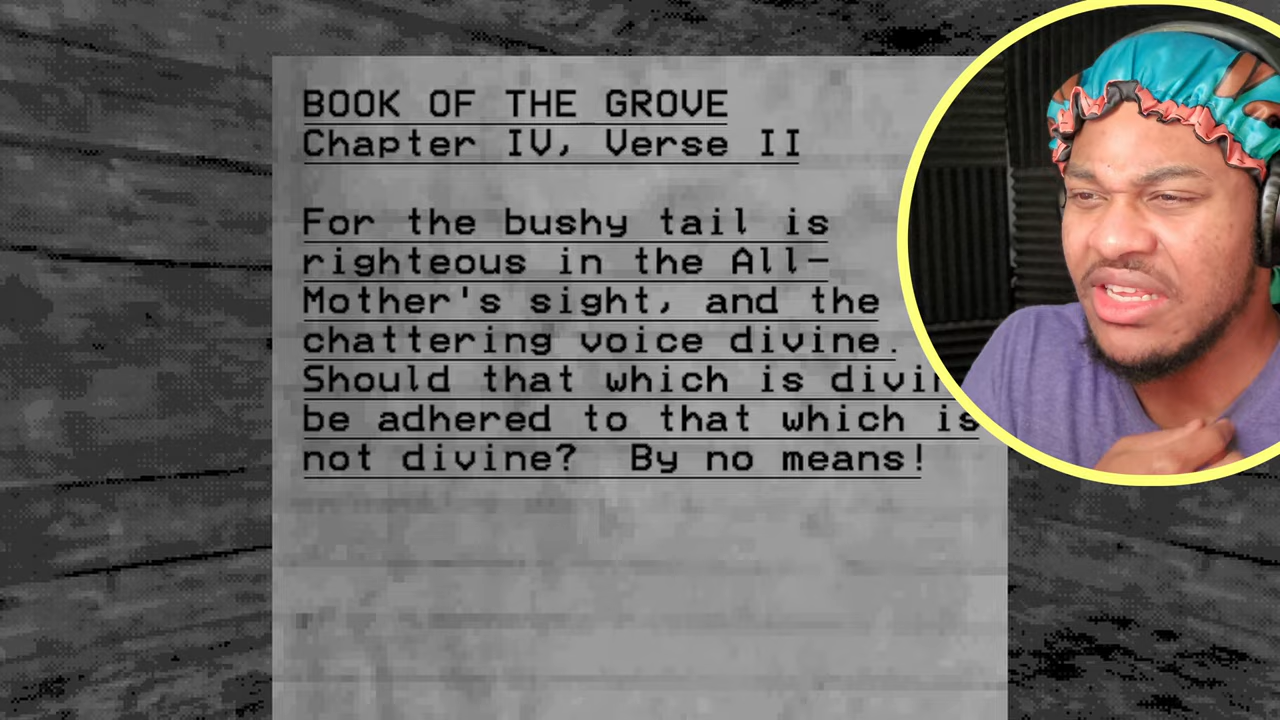 BOOK OF THE GROVE
Chapter IV, Verse II
For the bushy tail is
righteous in the All-
Mother's sight, and the
chattering voice divine.
Should that which is
be adhered to that which is
not divine?  By no means!